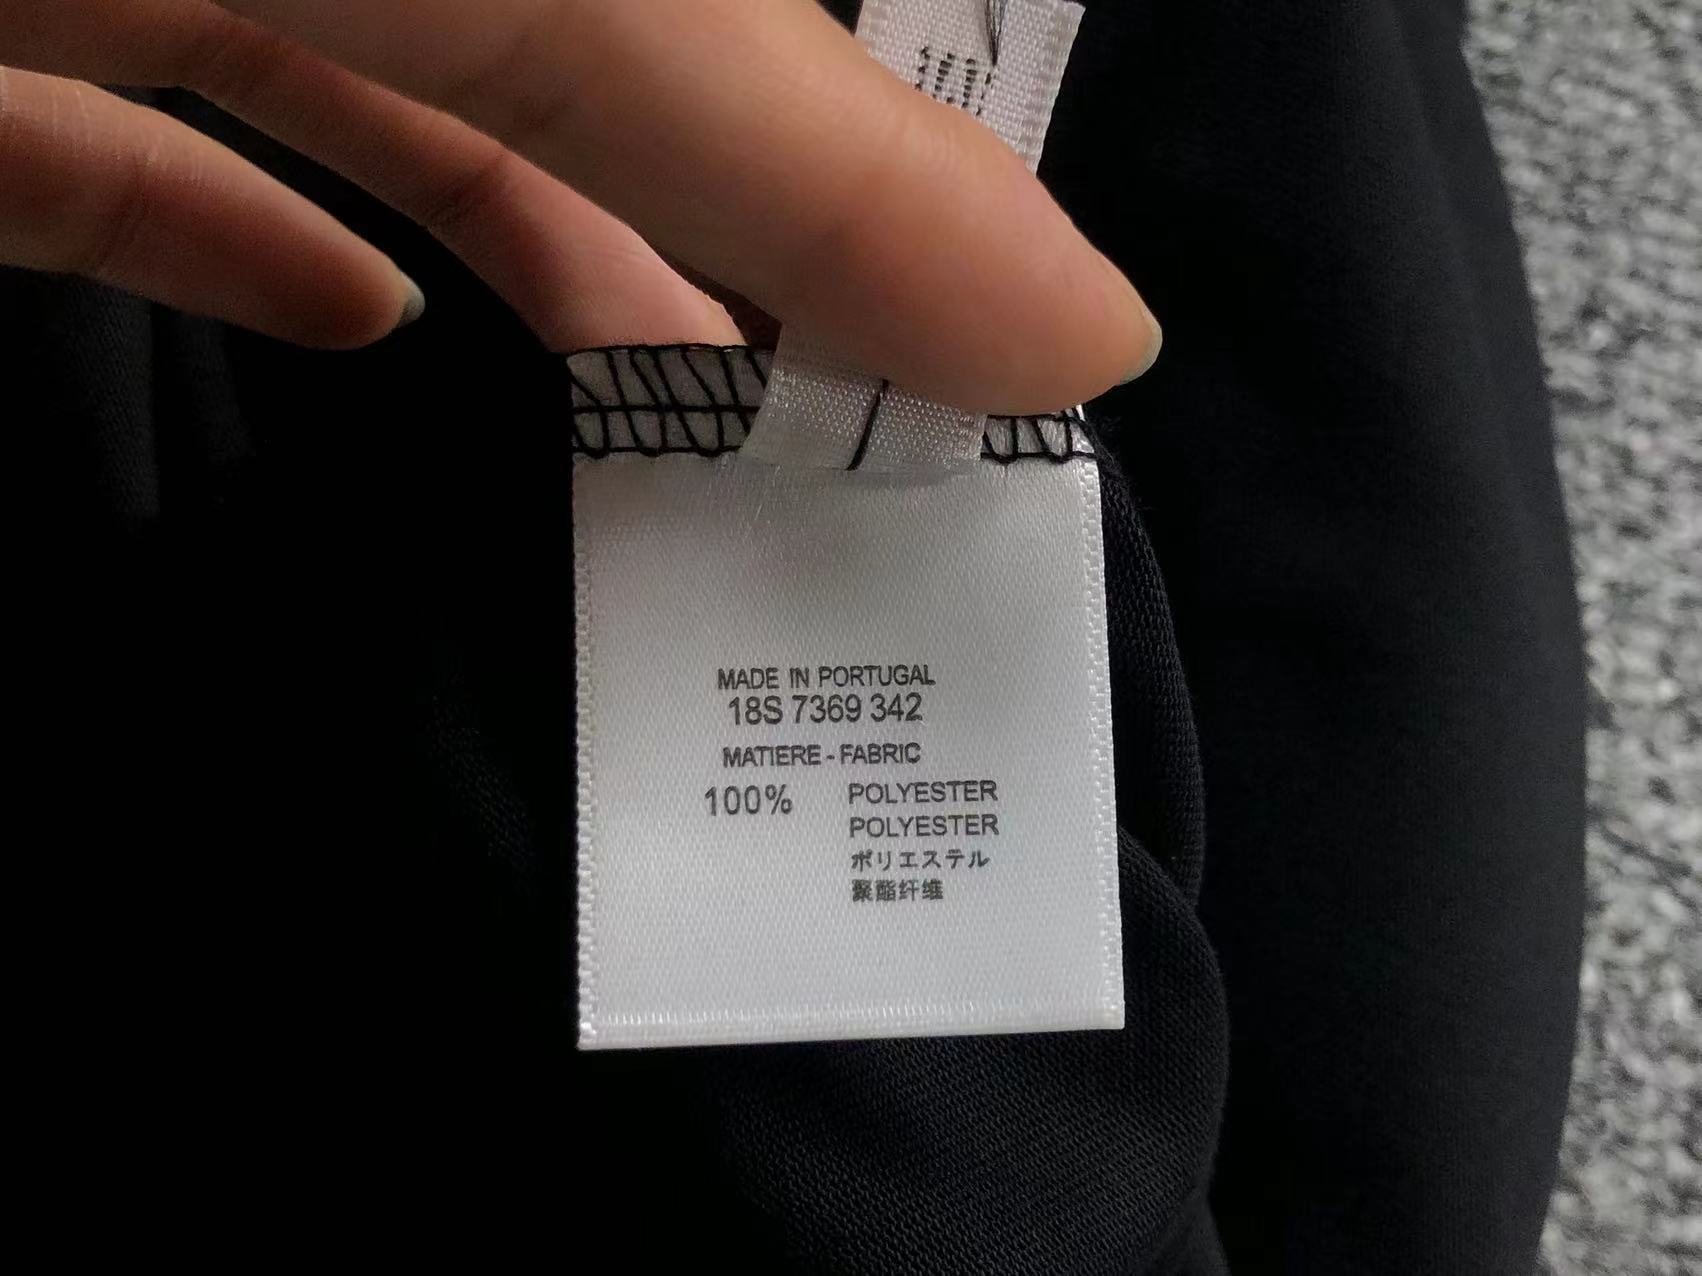 MADE IN PORTUGAL
18S 7369 342
MATIERE - FABRIC
100% POLYESTER
POLYESTER
ポリエステル
聚酯纤维